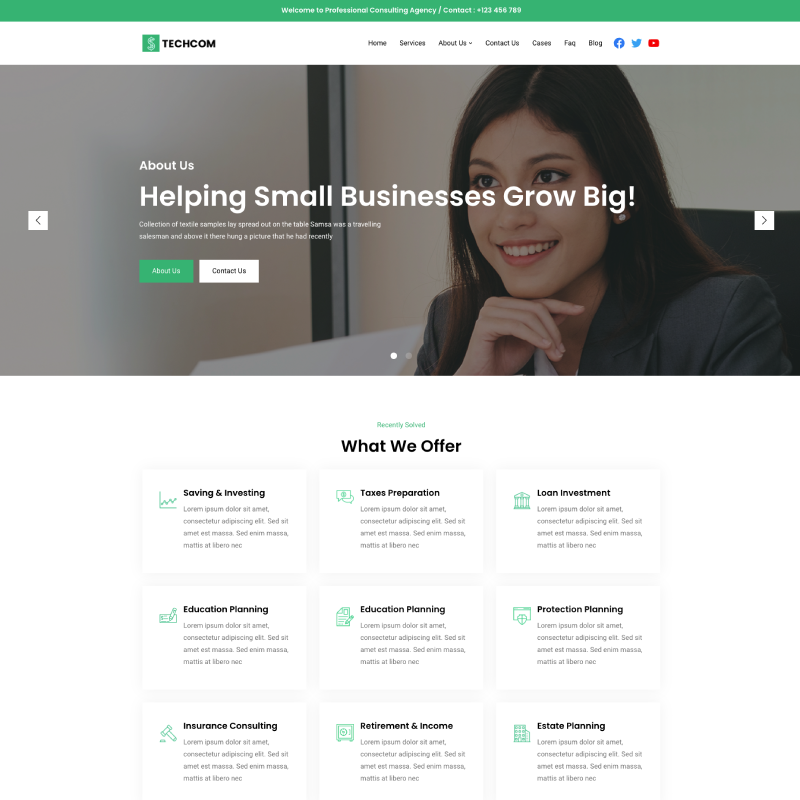 Welcome to Professional Consulting Agency / Contact : +123 456 789
TECHCOM
Home Services About Us Contact Us Cases Faq Blog
About Us
Helping Small Businesses Grow Big!
Collection of textile samples lay spread out on the table Samsa was a travelling
salesman and above it there hung a picture that he had recently
About Us Contact Us
Recently Solved
What We Offer
Saving & Investing
Lorem ipsum dolor sit amet,
consectetur adipiscing elit. Sed sit
amet est massa. Sed enim massa,
mattis at libero nec
Taxes Preparation
Lorem ipsum dolor sit amet,
consectetur adipiscing elit. Sed sit
amet est massa. Sed enim massa,
mattis at libero nec
Loan Investment
Lorem ipsum dolor sit amet,
consectetur adipiscing elit. Sed sit
amet est massa. Sed enim massa,
mattis at libero nec
Education Planning
Lorem ipsum dolor sit amet,
consectetur adipiscing elit. Sed sit
amet est massa. Sed enim massa,
mattis at libero nec
Education Planning
Lorem ipsum dolor sit amet,
consectetur adipiscing elit. Sed sit
amet est massa. Sed enim massa,
mattis at libero nec
Protection Planning
Lorem ipsum dolor sit amet,
consectetur adipiscing elit. Sed sit
amet est massa. Sed enim massa,
mattis at libero nec
Insurance Consulting
Lorem ipsum dolor sit amet,
consectetur adipiscing elit. Sed sit
amet est massa. Sed enim massa,
mattis at libero nec
Retirement & Income
Lorem ipsum dolor sit amet,
consectetur adipiscing elit. Sed sit
amet est massa. Sed enim massa,
mattis at libero nec
Estate Planning
Lorem ipsum dolor sit amet,
consectetur adipiscing elit. Sed sit
amet est massa. Sed enim massa,
mattis at libero nec